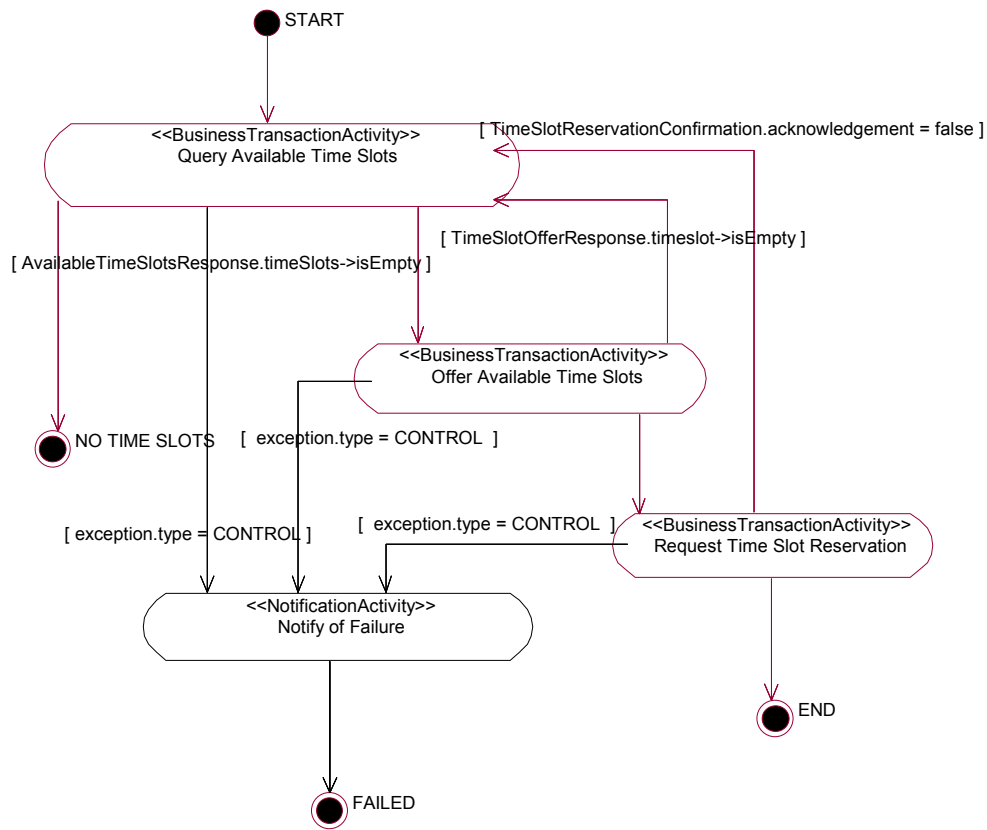 START
[ TimeSlotReservationConfirmation.acknowledgement = false ]
<<BusinessTransactionActivity>>
Query Available Time Slots
[ TimeSlotOfferResponse.timeslot->isEmpty ]
[ AvailableTimeSlotsResponse.timeSlots->isEmpty ]
<<BusinessTransactionActivity>>
Offer Available Time Slots
NO TIME SLOTS
[  exception.type = CONTROL  ]
[ exception.type = CONTROL ]
[  exception.type = CONTROL  ]
<<BusinessTransactionActivity>>
Request Time Slot Reservation
<<NotificationActivity>>
Notify of Failure
END
FAILED